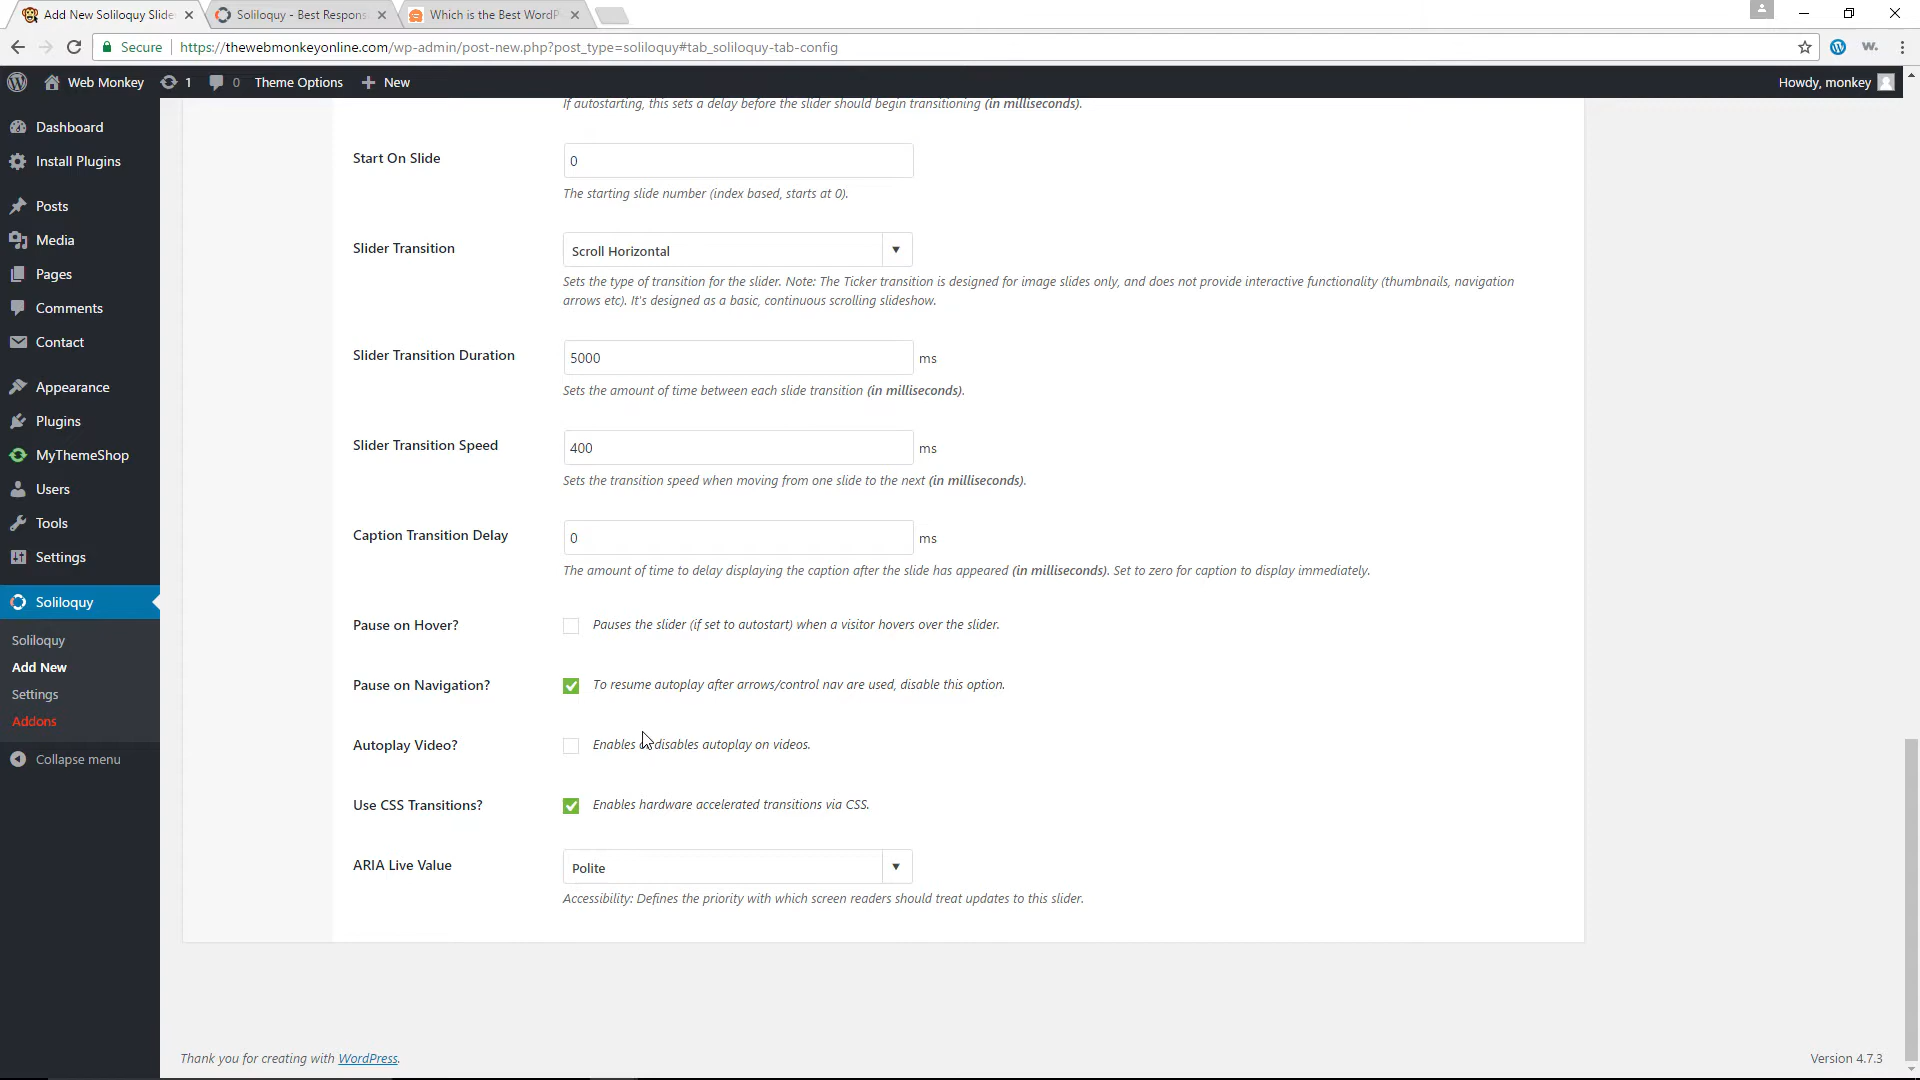 Add New Soliloquy Slide
Soliloquy - Best Respons
Which is the Best WordP
Secure
https://thewebmonkeyonline.com/wp-admin/post-new.php?post_type=soliloquy#tab_soliloquy-tab-config
W.
Web Monkey
1
0
Theme Options
New
Howdy, monkey
Dashboard
Install Plugins
Posts
Media
Pages
Comments
Contact
Appearance
Plugins
MyThemeShop
Users
Tools
Settings
Soliloquy
Soliloquy
Add New
Settings
Addons
Collapse menu
If autostarting, this sets a delay before the slider should begin transitioning (in milliseconds).
Start On Slide
0
The starting slide number (index based, starts at 0).
Slider Transition
Scroll Horizontal
Sets the type of transition for the slider. Note: The Ticker transition is designed for image slides only, and does not provide interactive functionality (thumbnails, navigation
arrows etc). It's designed as a basic, continuous scrolling slideshow.
Slider Transition Duration
5000
ms
Sets the amount of time between each slide transition (in milliseconds).
Slider Transition Speed
400
ms
Sets the transition speed when moving from one slide to the next (in milliseconds).
Caption Transition Delay
0
ms
The amount of time to delay displaying the caption after the slide has appeared (in milliseconds). Set to zero for caption to display immediately.
Pause on Hover?
Pauses the slider (if set to autostart) when a visitor hovers over the slider.
Pause on Navigation?
To resume autoplay after arrows/control nav are used, disable this option.
Autoplay Video?
Enables disables autoplay on videos.
Use CSS Transitions?
Enables hardware accelerated transitions via CSS.
ARIA Live Value
Polite
Accessibility: Defines the priority with which screen readers should treat updates to this slider.
Thank you for creating with WordPress.
Version 4.7.3